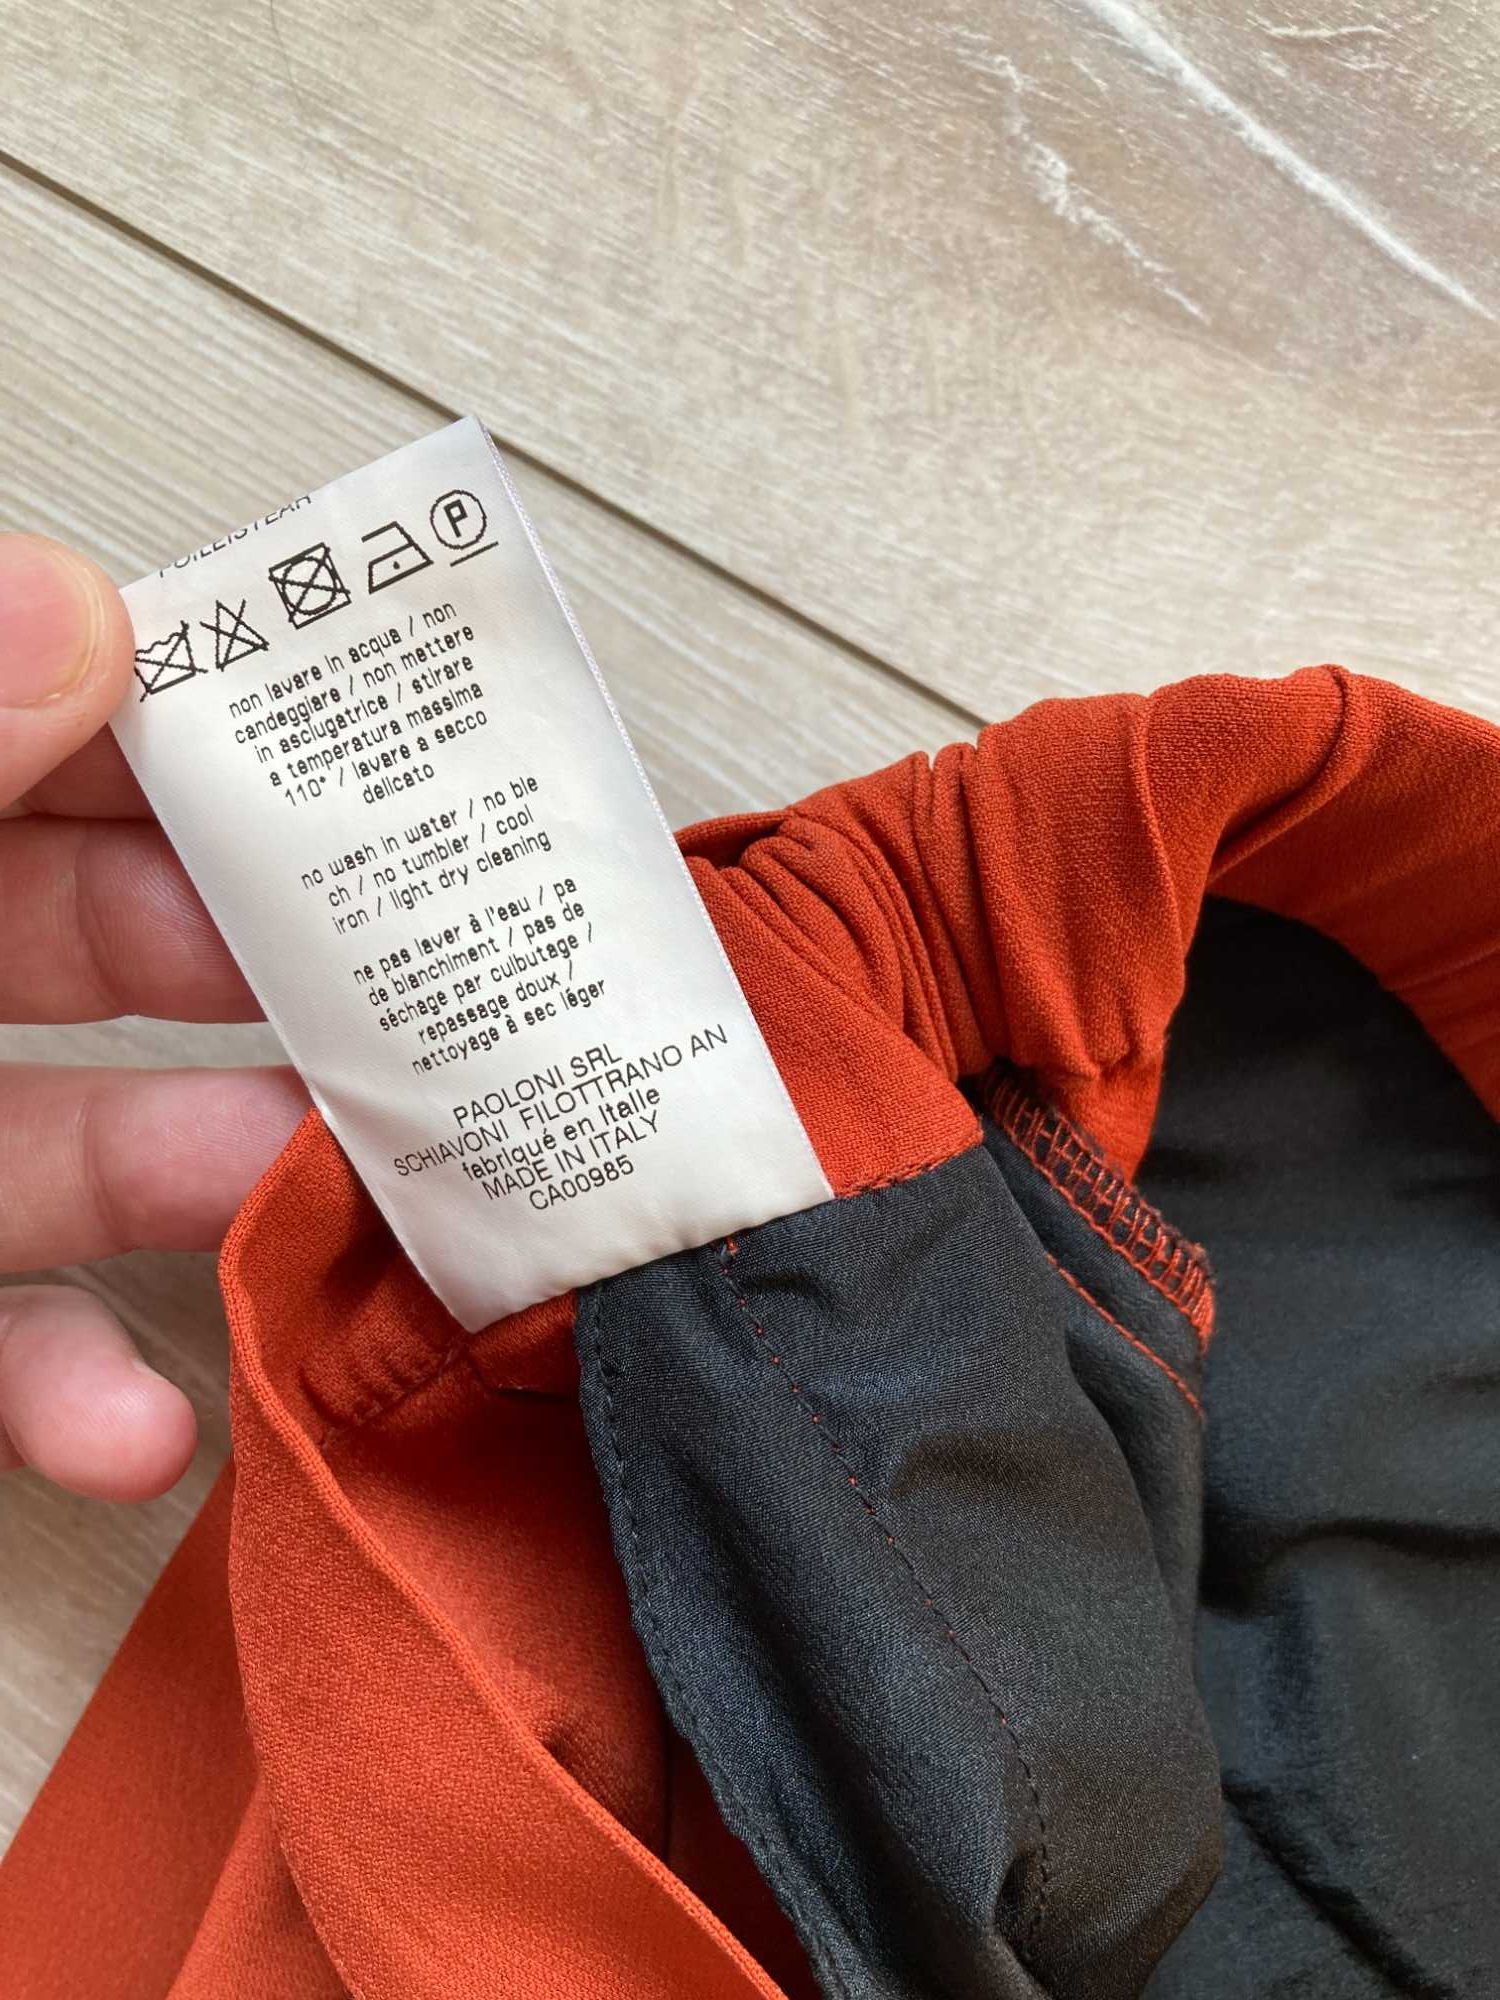 P
non lavare in acqua / non
candeggiare / non mettere
in asciugatrice / stirare
a temperatura massima
110° / lavare a secco
delicato
no wash in water / no ble
ch / no tumbler / cool
iron / light dry cleaning
ne pas laver à l'eau / pa
de blanchiment / pas de
séchage par culbutage /
repassage doux /
nettoyage à sec léger
PAOLONI SRL
SCHIAVONI FILOTTRANO AN
fabriqué en Italie
MADE IN ITALY
CA00985